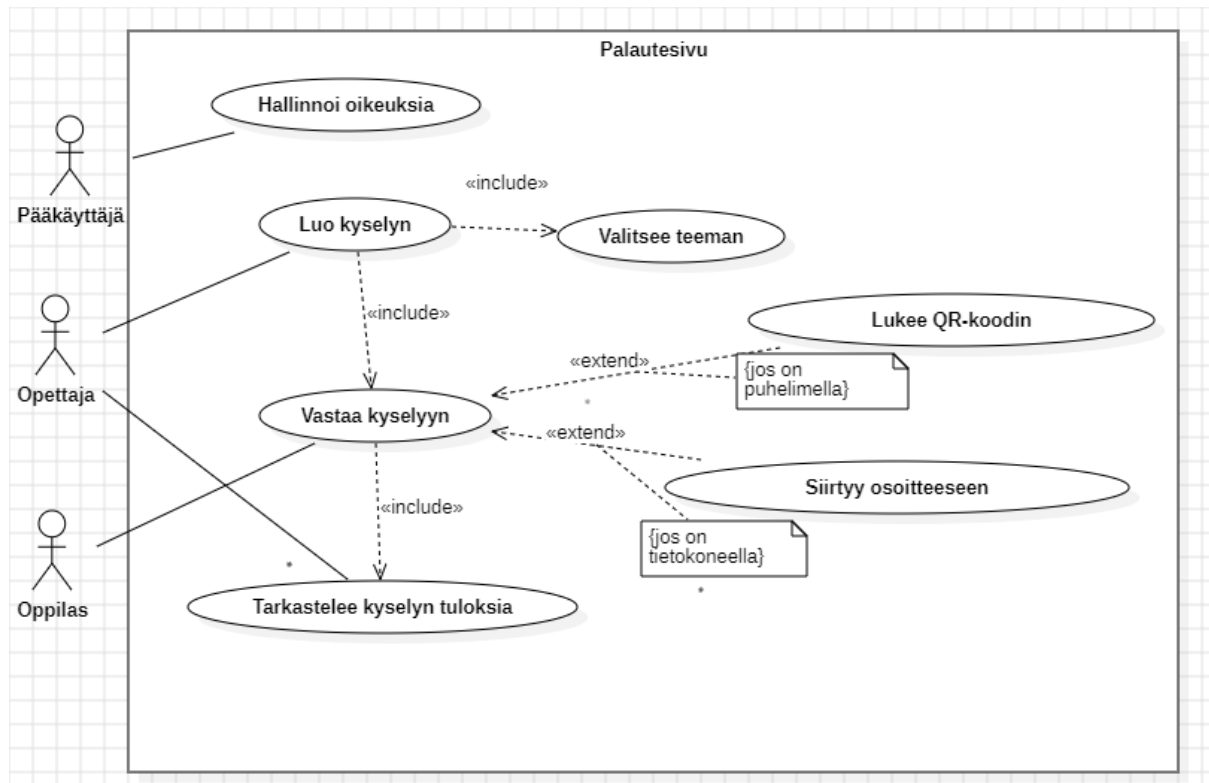 Palautesivu
Hallinnoi oikeuksia
Pääkäyttäjä
«include»
Luo kyselyn
Valitsee teeman
«include»
Lukee QR-koodin
Opettaja
«extend»
{jos on
puhelimella}
Vastaa kyselyyn
«extend»
Siirtyy osoitteeseen
«include»
{jos on
tietokoneella}
Oppilas
Tarkastelee kyselyn tuloksia